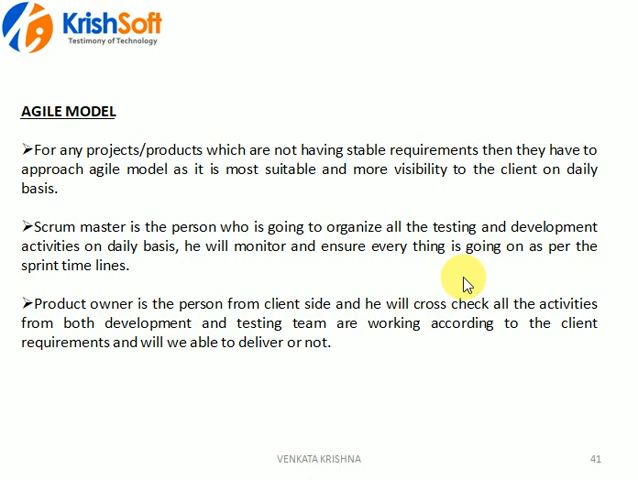 KrishSoft
Testimony of Technology
AGILE MODEL
➢For any projects/products which are not having stable requirements then they have to
approach agile model as it is most suitable and more visibility to the client on daily
basis.
➢Scrum master is the person who is going to organize all the testing and development
activities on daily basis, he will monitor and ensure every thing is going on as per the
sprint time lines.
➢Product owner is the person from client side and he will cross check all the activities
from both development and testing team are working according to the client
requirements and will we able to deliver or not.
VENKATA KRISHNA
41